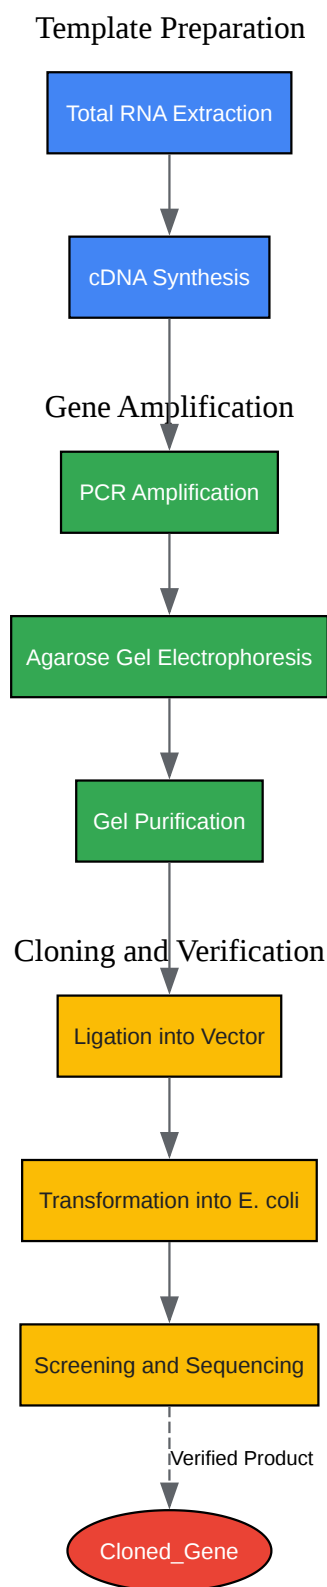 Template Preparation
Total RNA Extraction
cDNA Synthesis
Gene Amplification
PCR Amplification
Agarose Gel Electrophoresis
Gel Purification
Cloning and Verification
Ligation into Vector
Transformation into E. coli
Screening and Sequencing
Verified Product
Cloned_Gene